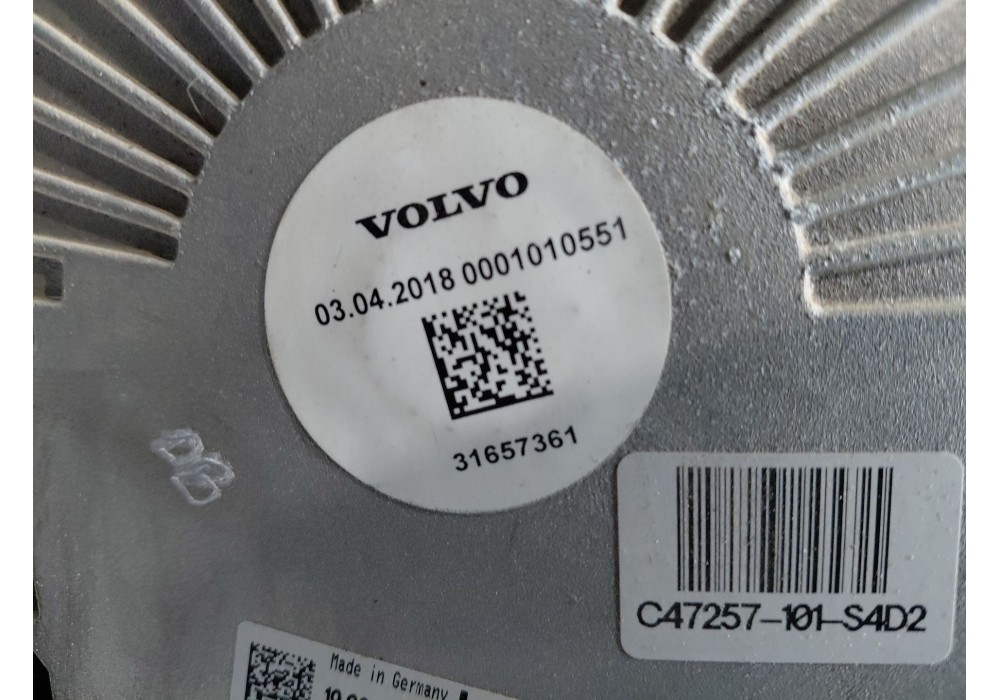 VOLVO
03.04.2018 0001010551
31657361
C47257-101-S4D2
Made in Germany